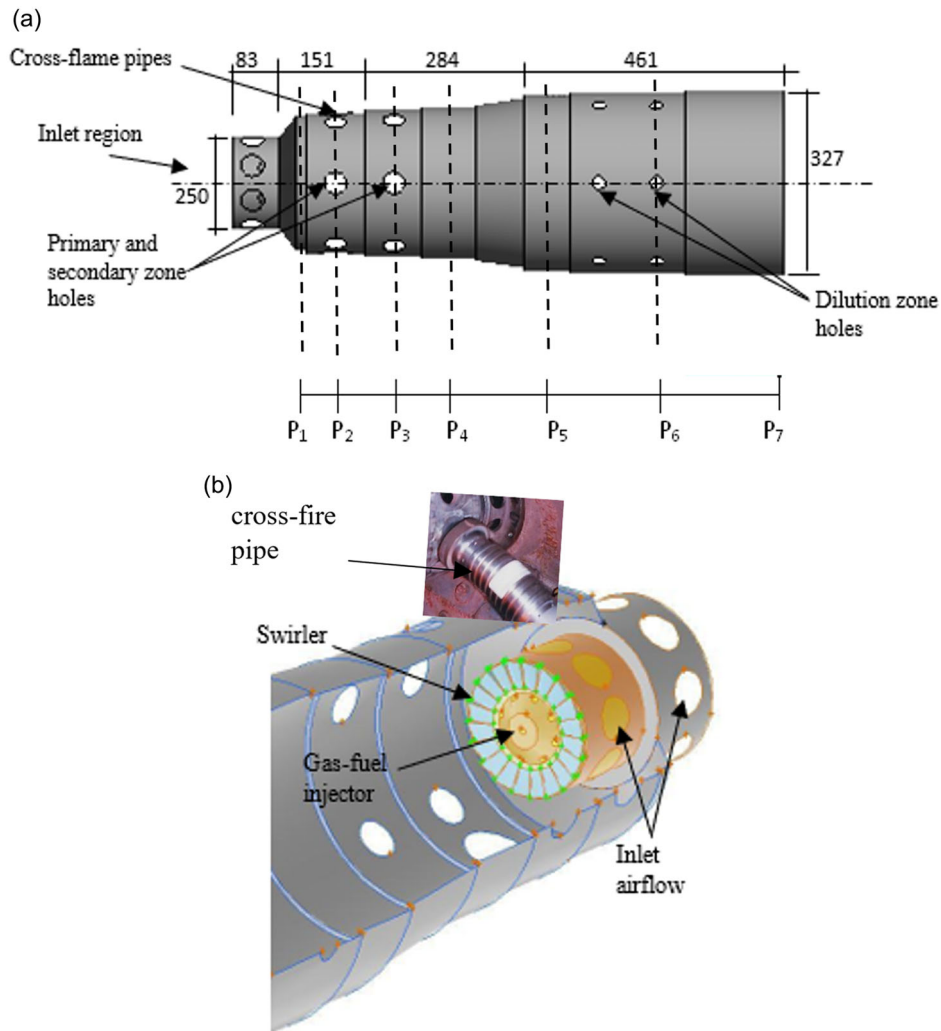 (a)
Cross-flame pipes
83
151
284
461
Inlet region
250
327
Primary and
secondary zone
holes
Dilution zone
holes
P1
P2
P3
P4
P5
P6
P7
(b)
cross-fire
pipe
Swirler
Gas-fuel
injector
Inlet
airflow